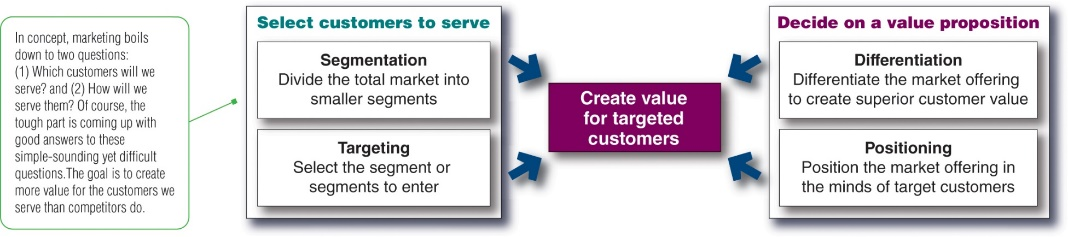 In concept, marketing boils
down to two questions:
(1) Which customers will we
serve? and (2) How will we
serve them? Of course, the
tough part is coming up with
good answers to these
simple-sounding yet difficult
questions.The goal is to create
more value for the customers we
serve than competitors do.
Select customers to serve
Segmentation
Divide the total market into
smaller segments
Targeting
Select the segment or
segments to enter
Create value
for targeted
customers
Decide on a value proposition
Differentiation
Differentiate the market offering
to create superior customer value
Positioning
Position the market offering in
the minds of target customers